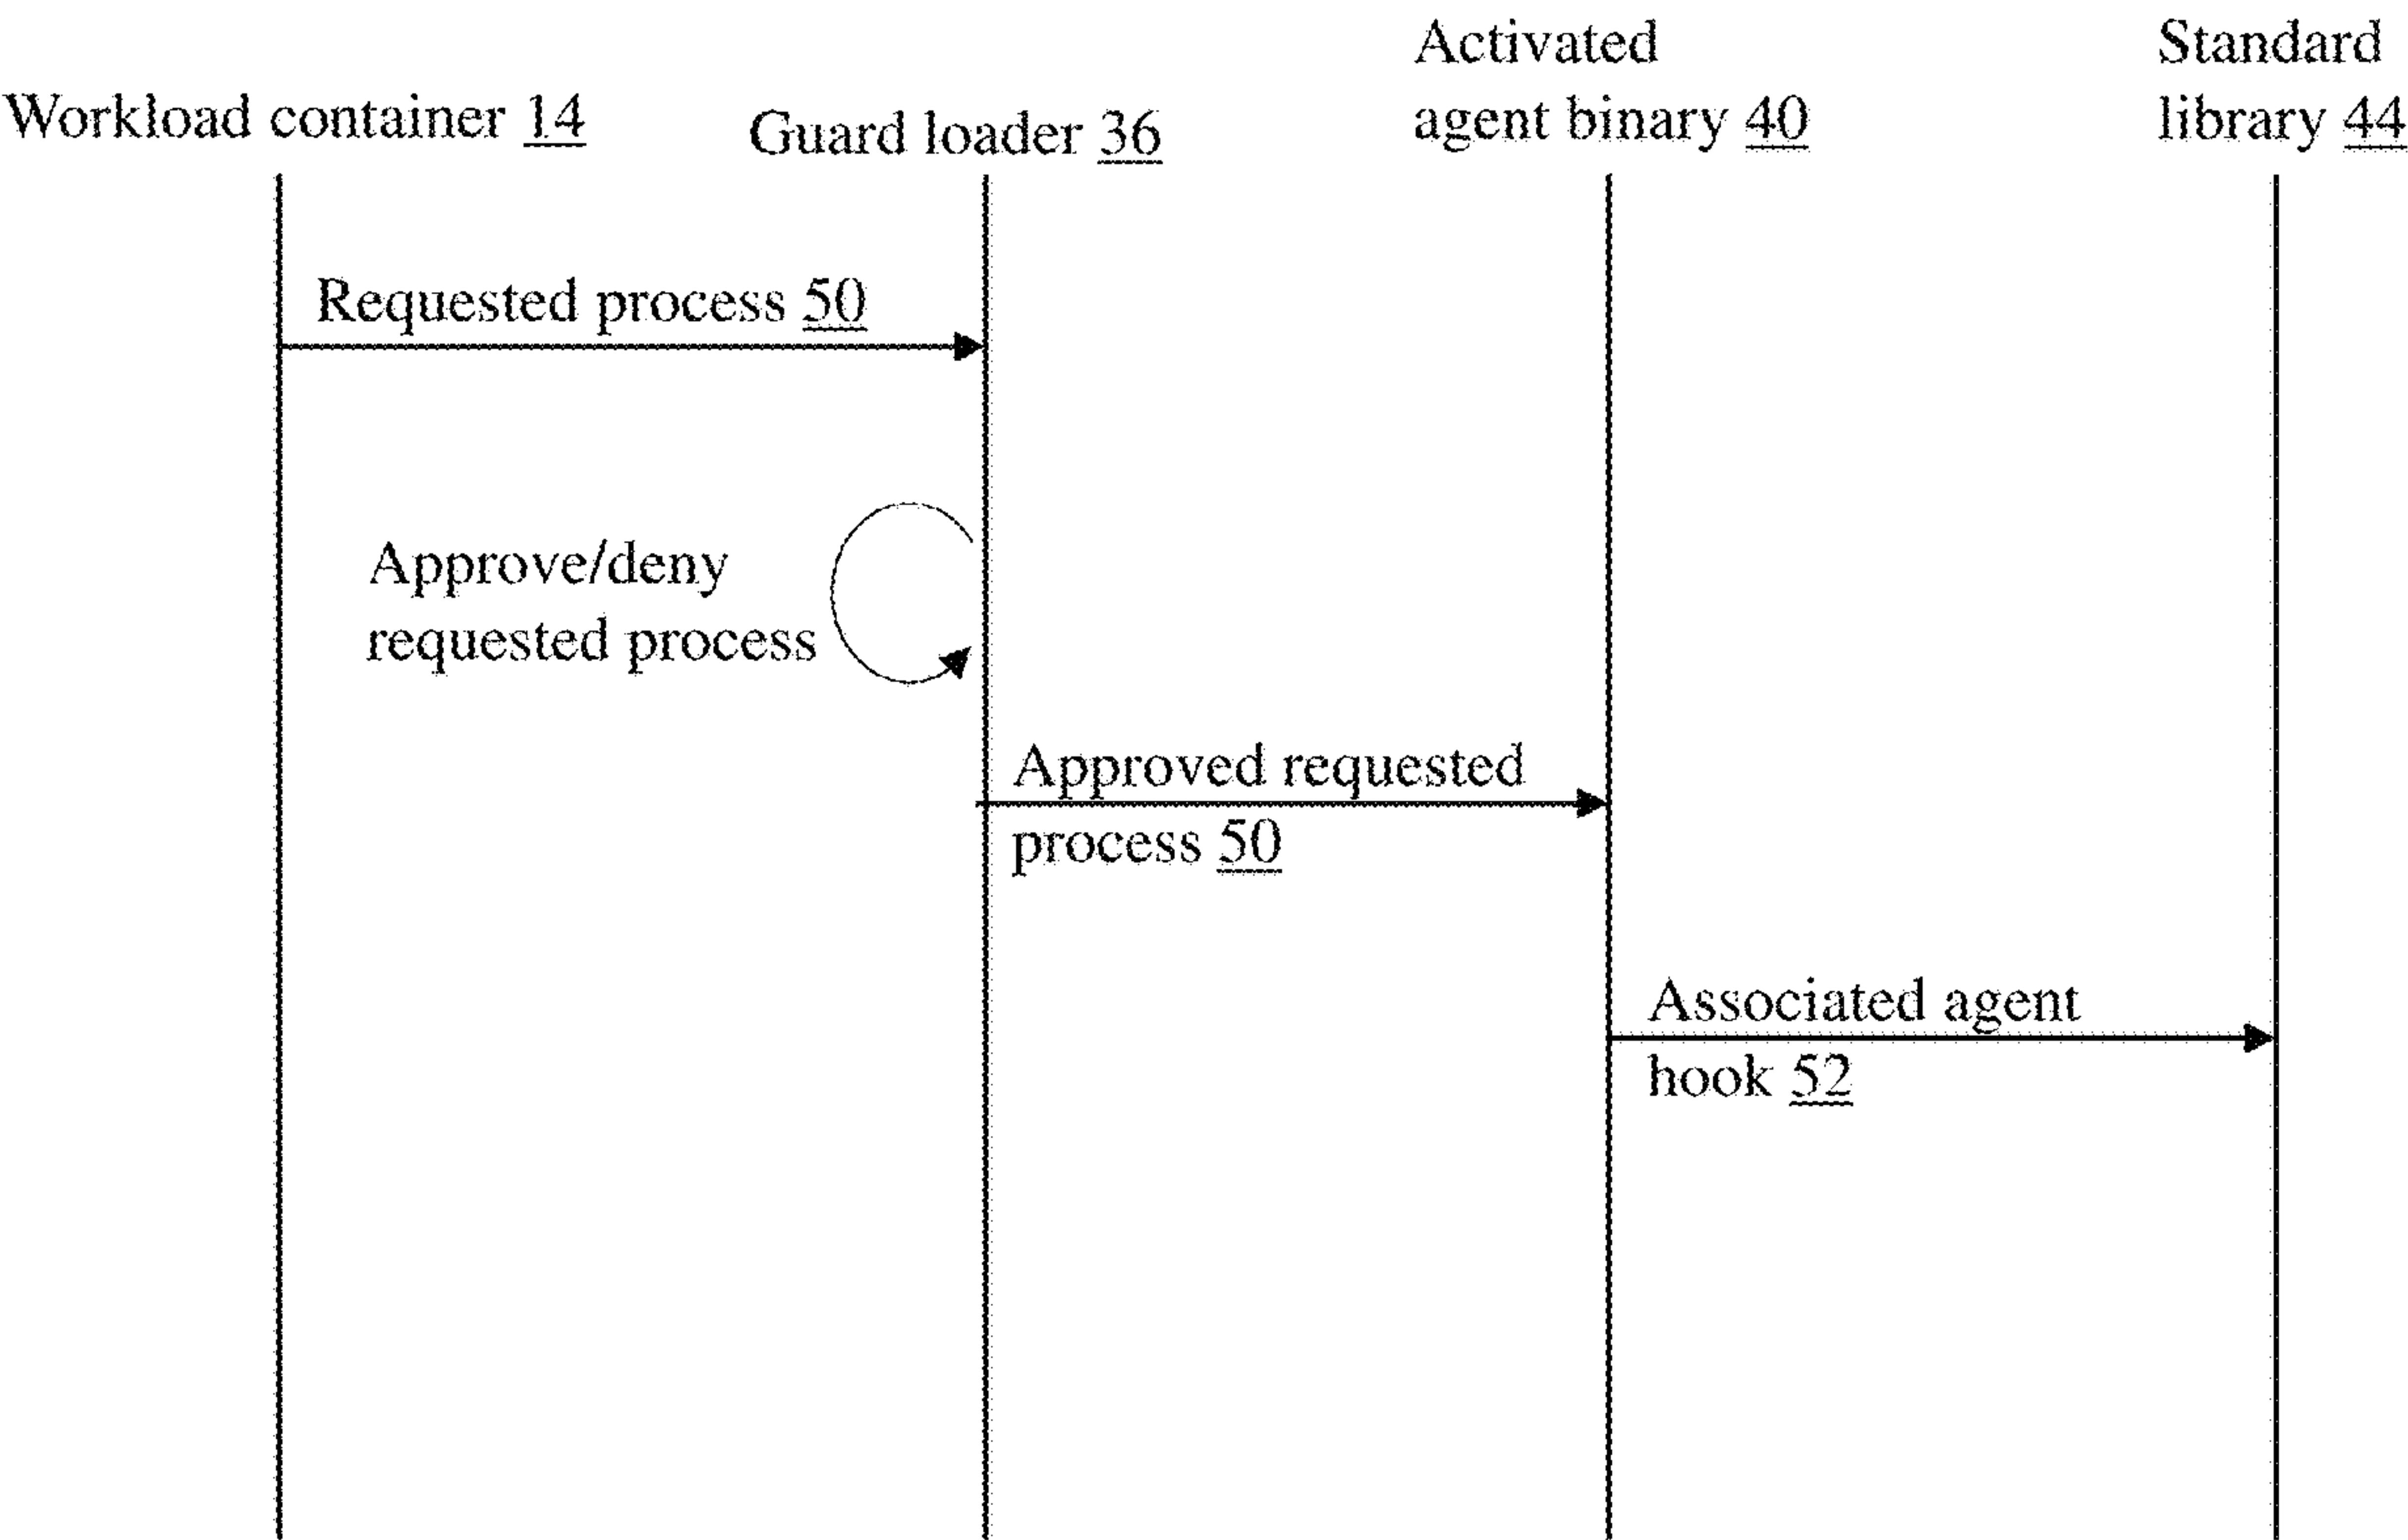 Workload container 14
Guard loader 36
Activated
agent binary 40
Standard
library 44
Requested process 50
Approve/deny
requested process
Approved requested
process 50
Associated agent
hook 52